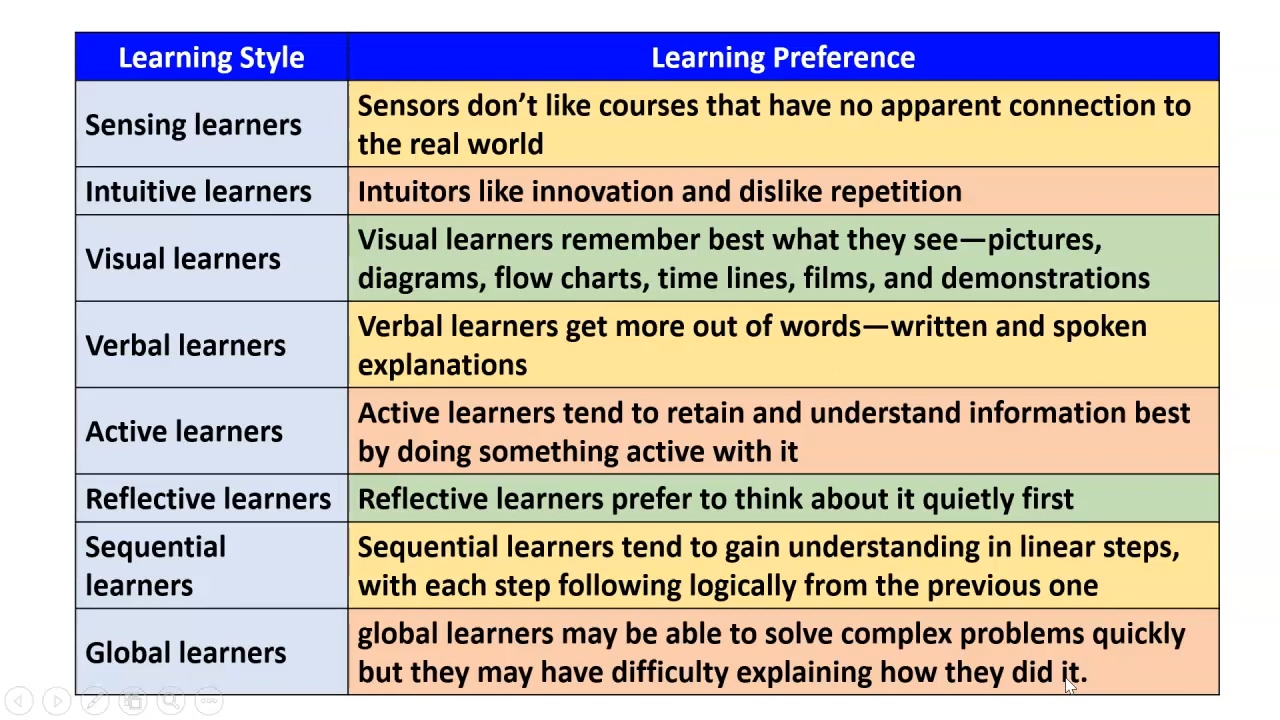 Learning Style
Learning Preference
Sensing learners
Sensors don’t like courses that have no apparent connection to
the real world
Intuitive learners
Intuitors like innovation and dislike repetition
Visual learners
Visual learners remember best what they see—pictures,
diagrams, flow charts, time lines, films, and demonstrations
Verbal learners
Verbal learners get more out of words—written and spoken
explanations
Active learners
Active learners tend to retain and understand information best
by doing something active with it
Reflective learners
Reflective learners prefer to think about it quietly first
Sequential
learners
Sequential learners tend to gain understanding in linear steps,
with each step following logically from the previous one
Global learners
global learners may be able to solve complex problems quickly
but they may have difficulty explaining how they did it.